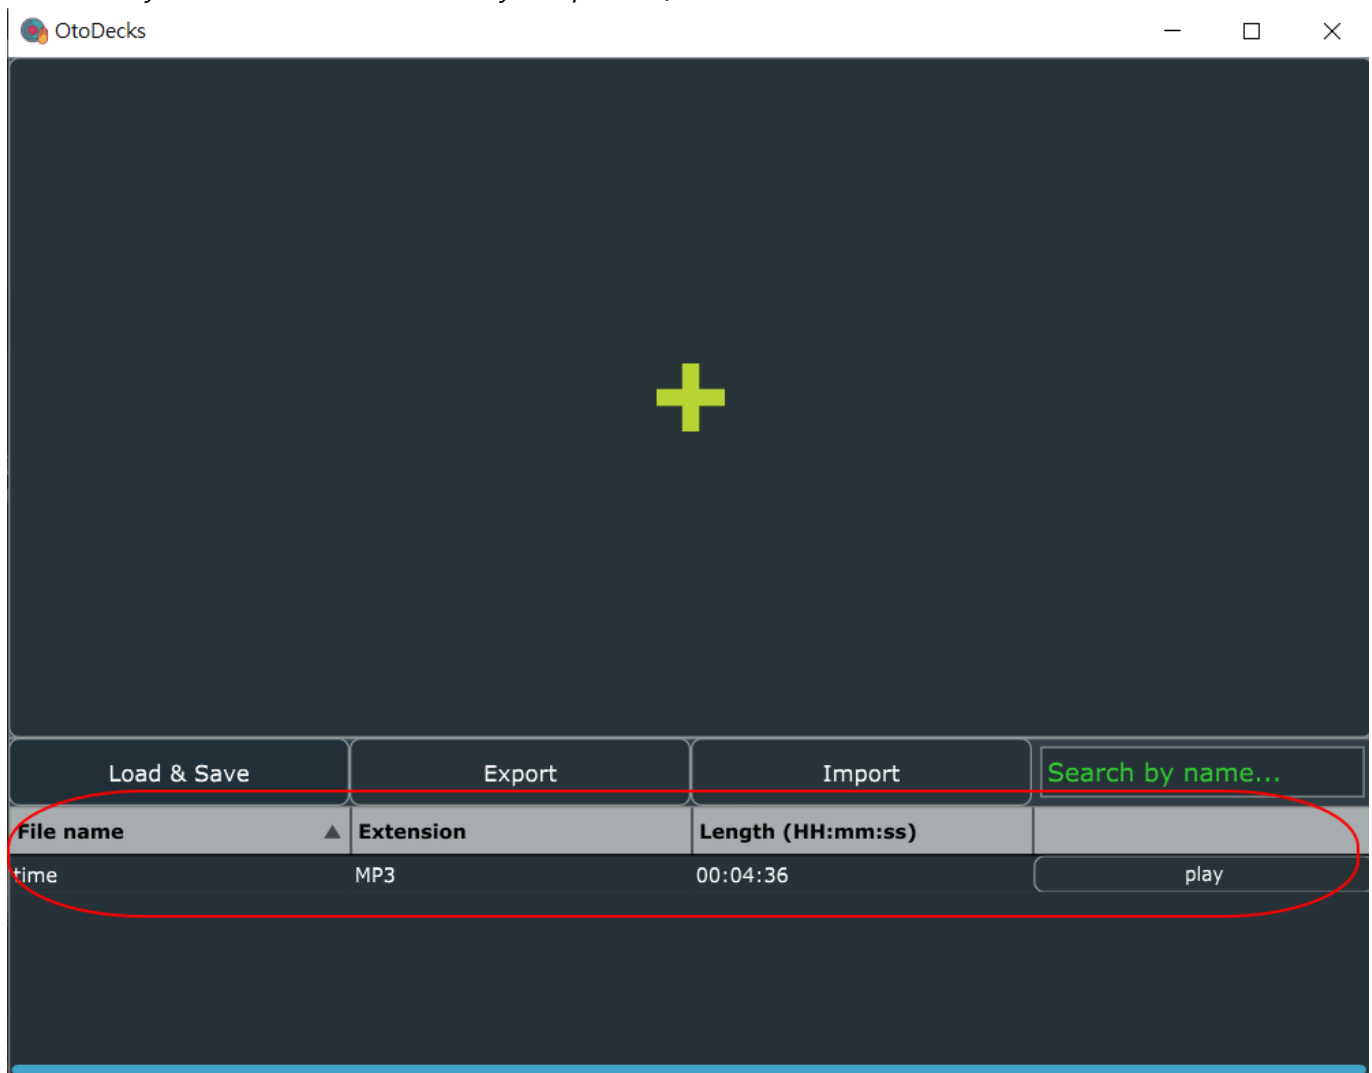 OtoDecks
Load & Save Export Import Search by name...
File name Extension Length (HH:mm:ss)
time MP3 00:04:36 play